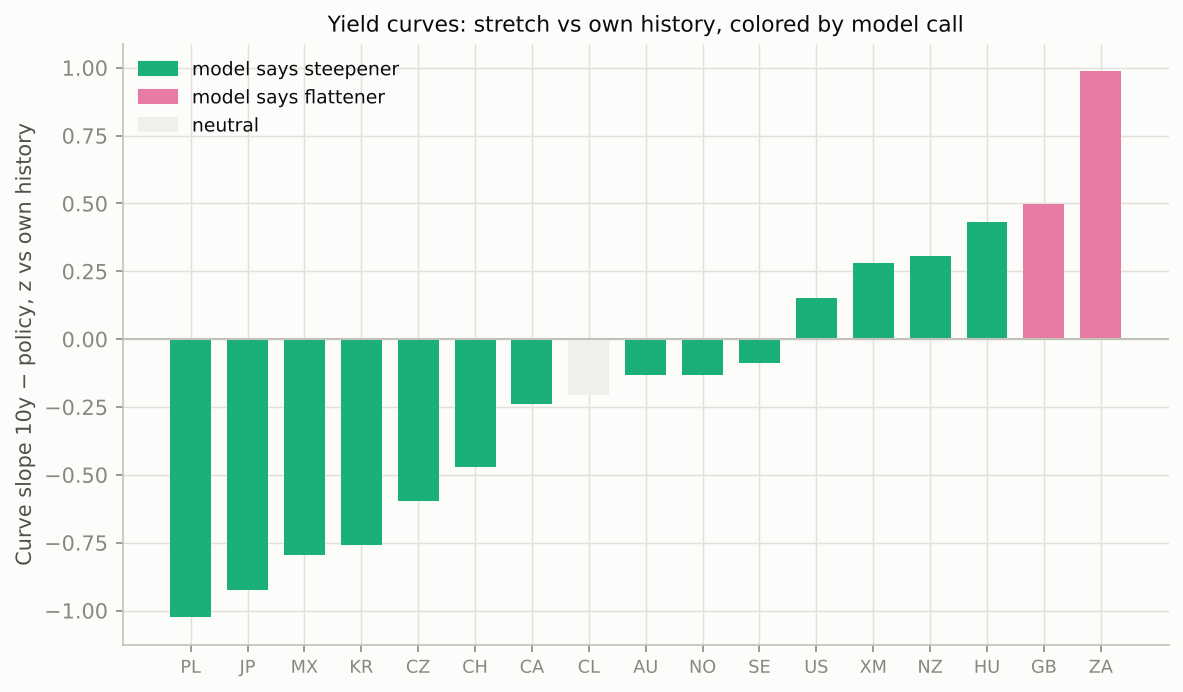 Yield curves: stretch vs own history, colored by model call
model says steepener
model says flattener
neutral
Curve slope 10y − policy, z vs own history
1.00
0.75
0.50
0.25
0.00
−0.25
−0.50
−0.75
−1.00
PL JP MX KR CZ CH CA CL AU NO SE US XM NZ HU GB ZA